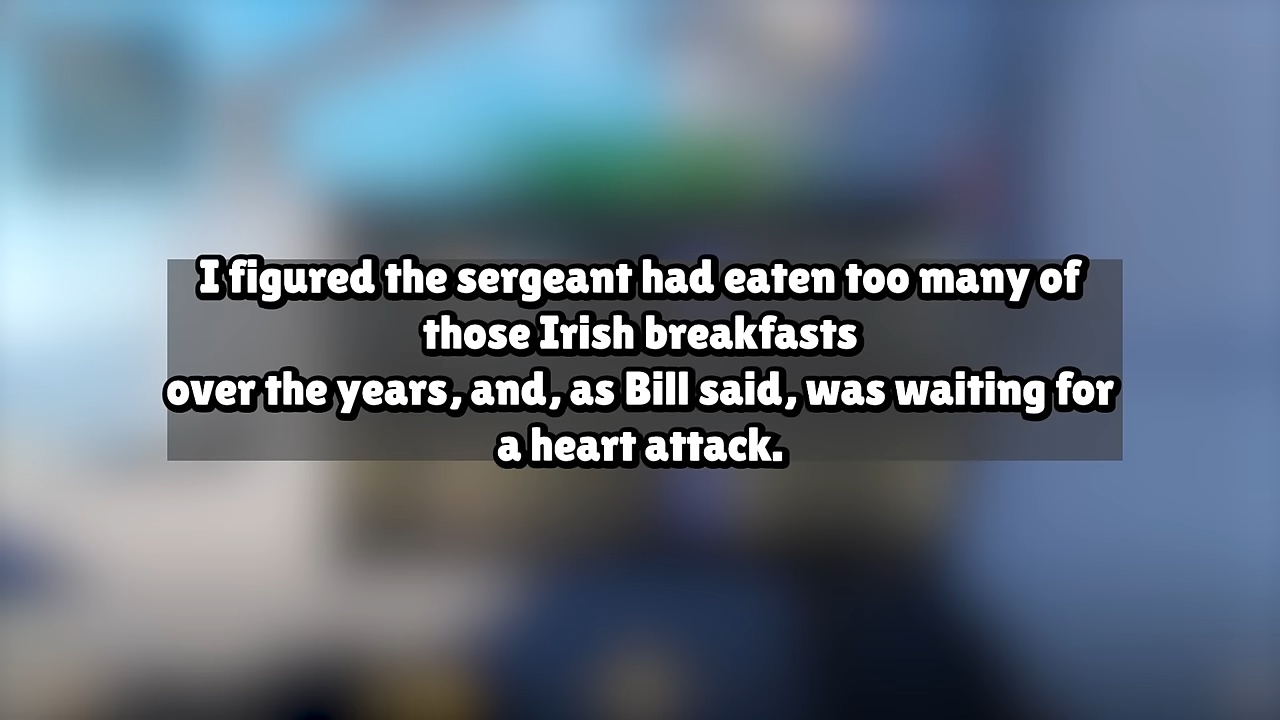 I figured the sergeant had eaten too many of
those Irish breakfasts
over the years, and, as Bill said, was waiting for
a heart attack.